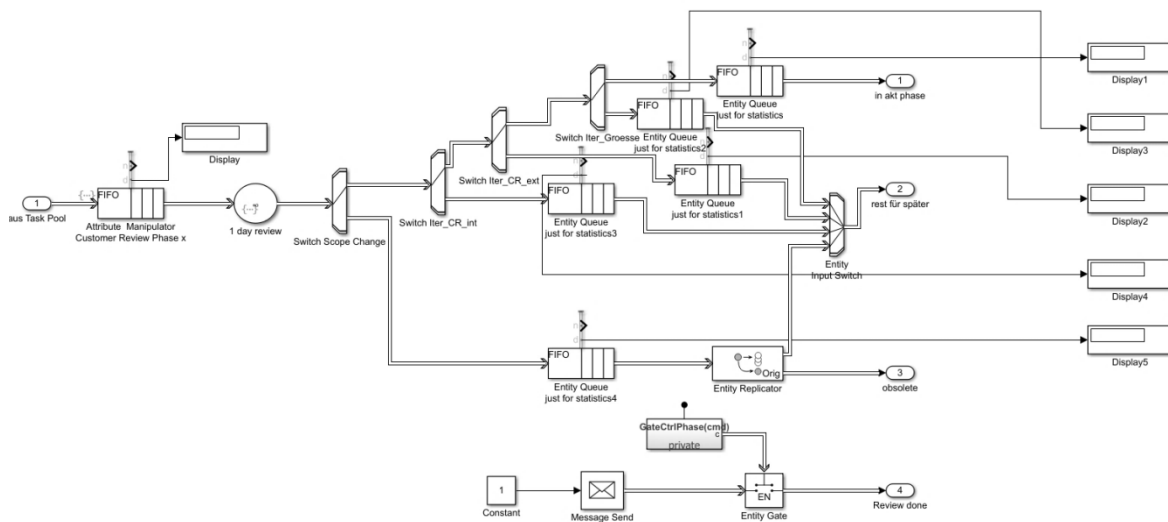 FIFO
Entity Queue
just for statistics
1
in akt phase
Display1
Switch Iter_Groesse
FIFO
Entity Queue
just for statistics2
Display3
Display
Switch Iter_CR_ext
FIFO
Entity Queue
just for statistics1
2
rest für später
Display2
1
aus Task Pool
{...}
FIFO
Attribute Manipulator
Customer Review Phase x
{...}
1 day review
Switch Scope Change
Switch Iter_CR_int
FIFO
Entity Queue
just for statistics3
Entity
Input Switch
Display4
FIFO
Entity Queue
just for statistics4
Orig
Entity Replicator
3
obsolete
Display5
GateCtrlPhase(cmd)
c
private
1
Constant
Message Send
EN
Entity Gate
4
Review done